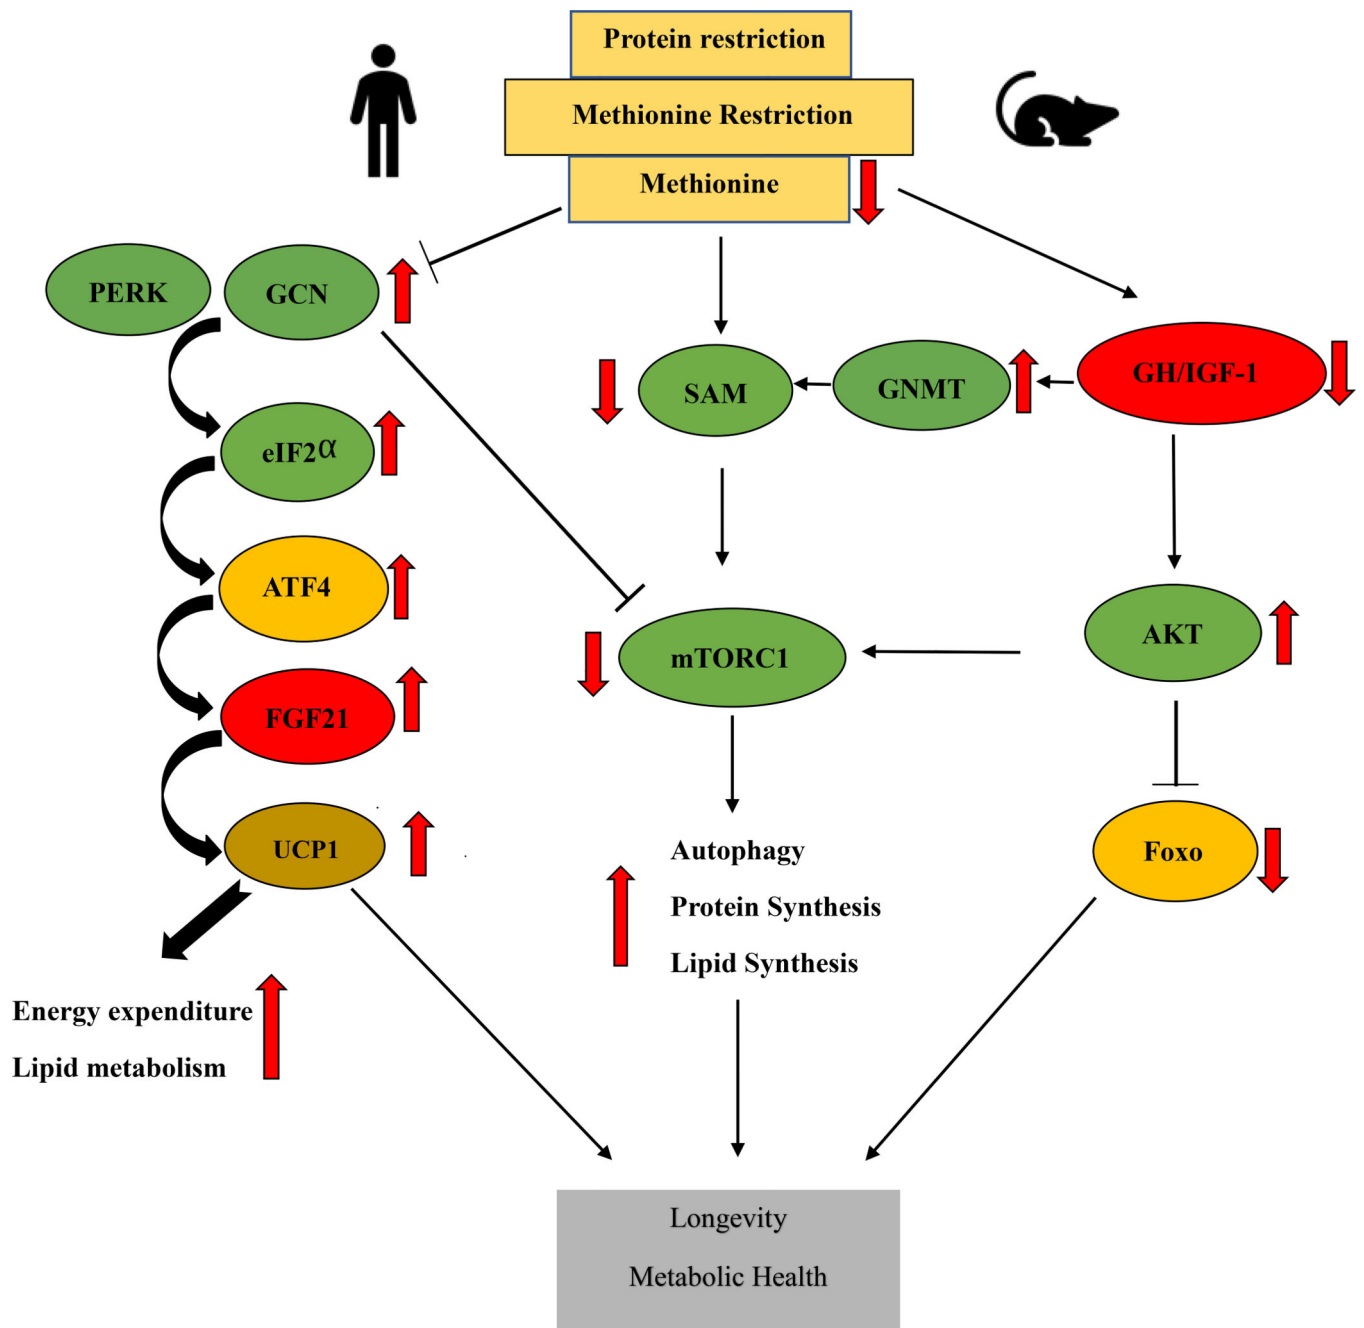 Protein restriction
Methionine Restriction
Methionine
PERK
GCN
SAM
GNMT
GH/IGF-1
eIF2α
ATF4
mTORC1
AKT
FGF21
UCP1
Foxo
Autophagy
Protein Synthesis
Lipid Synthesis
Energy expenditure
Lipid metabolism
Longevity
Metabolic Health